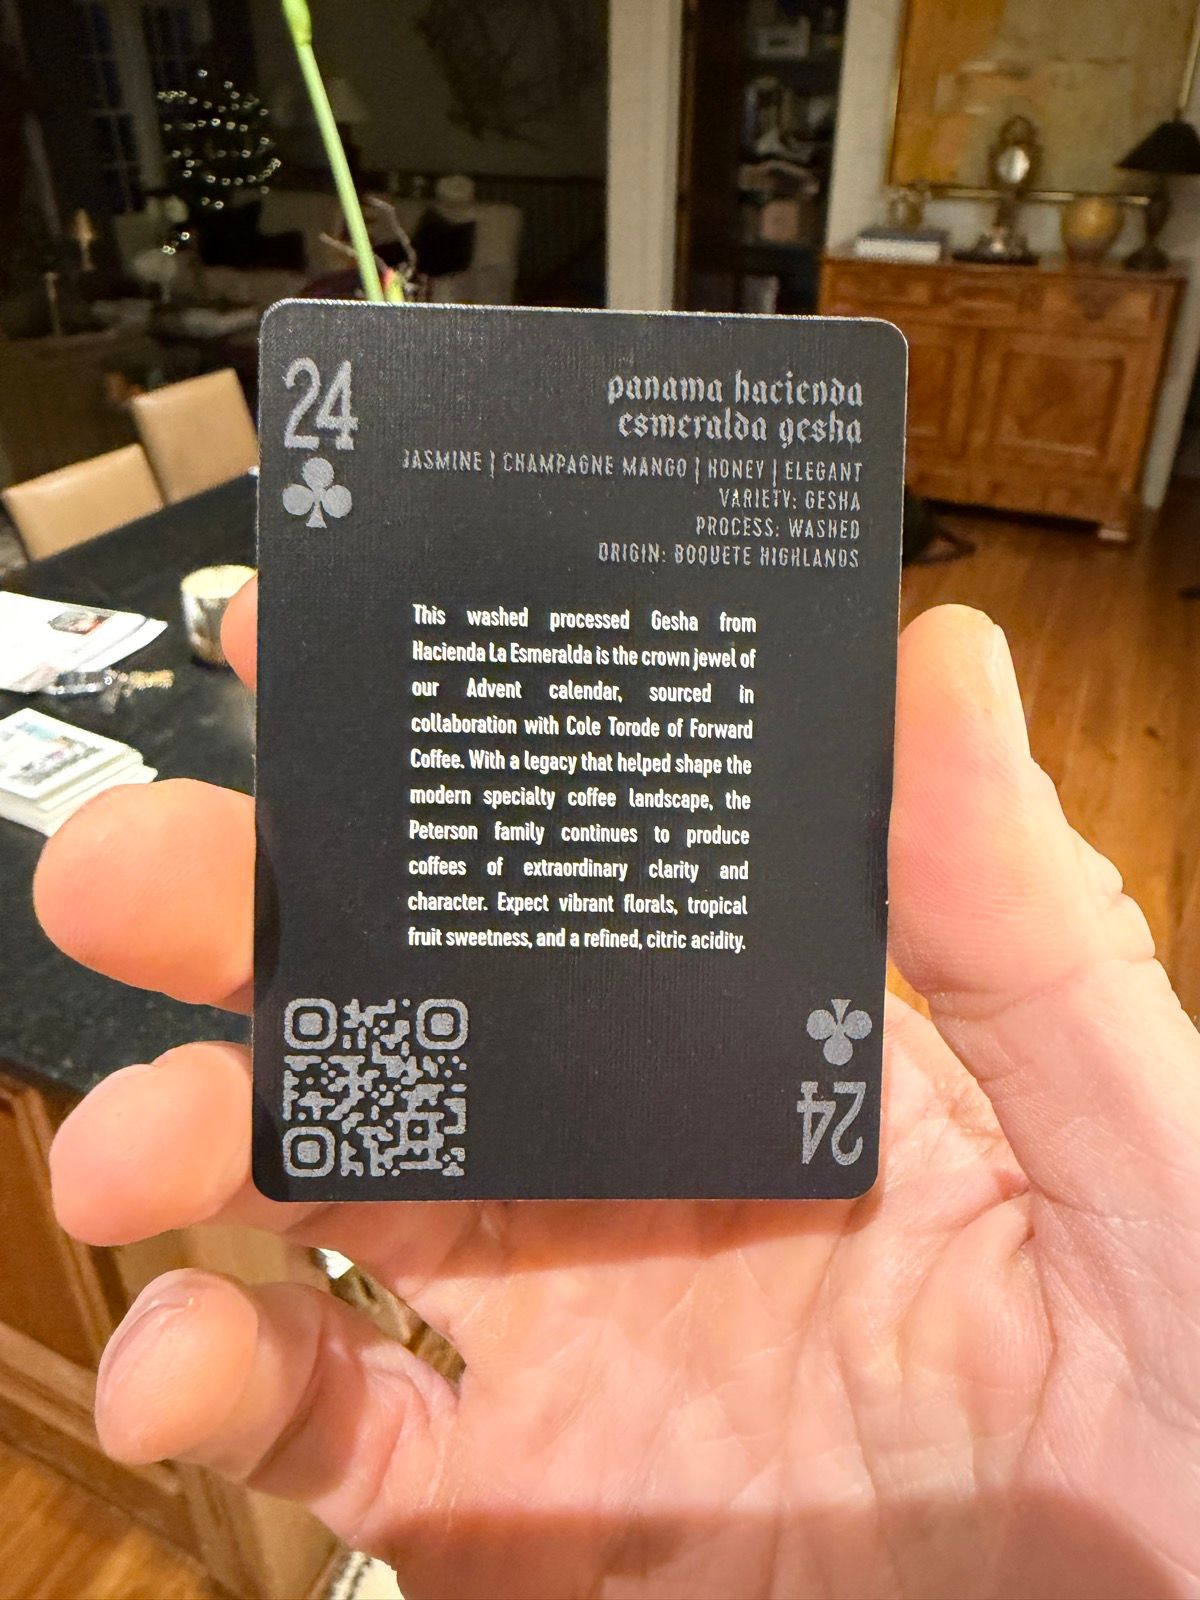 24
panama hacienda
esmeralda gesha
JASMINE | CHAMPAGNE MANGO | HONEY | ELEGANT
VARIETY: GESHA
PROCESS: WASHED
ORIGIN: BOQUETE HIGHLANDS
This washed processed Gesha from
Hacienda La Esmeralda is the crown jewel of
our Advent calendar, sourced in
collaboration with Cole Torode of Forward
Coffee. With a legacy that helped shape the
modern specialty coffee landscape, the
Peterson family continues to produce
coffees of extraordinary clarity and
character. Expect vibrant florals, tropical
fruit sweetness, and a refined, citric acidity.
24